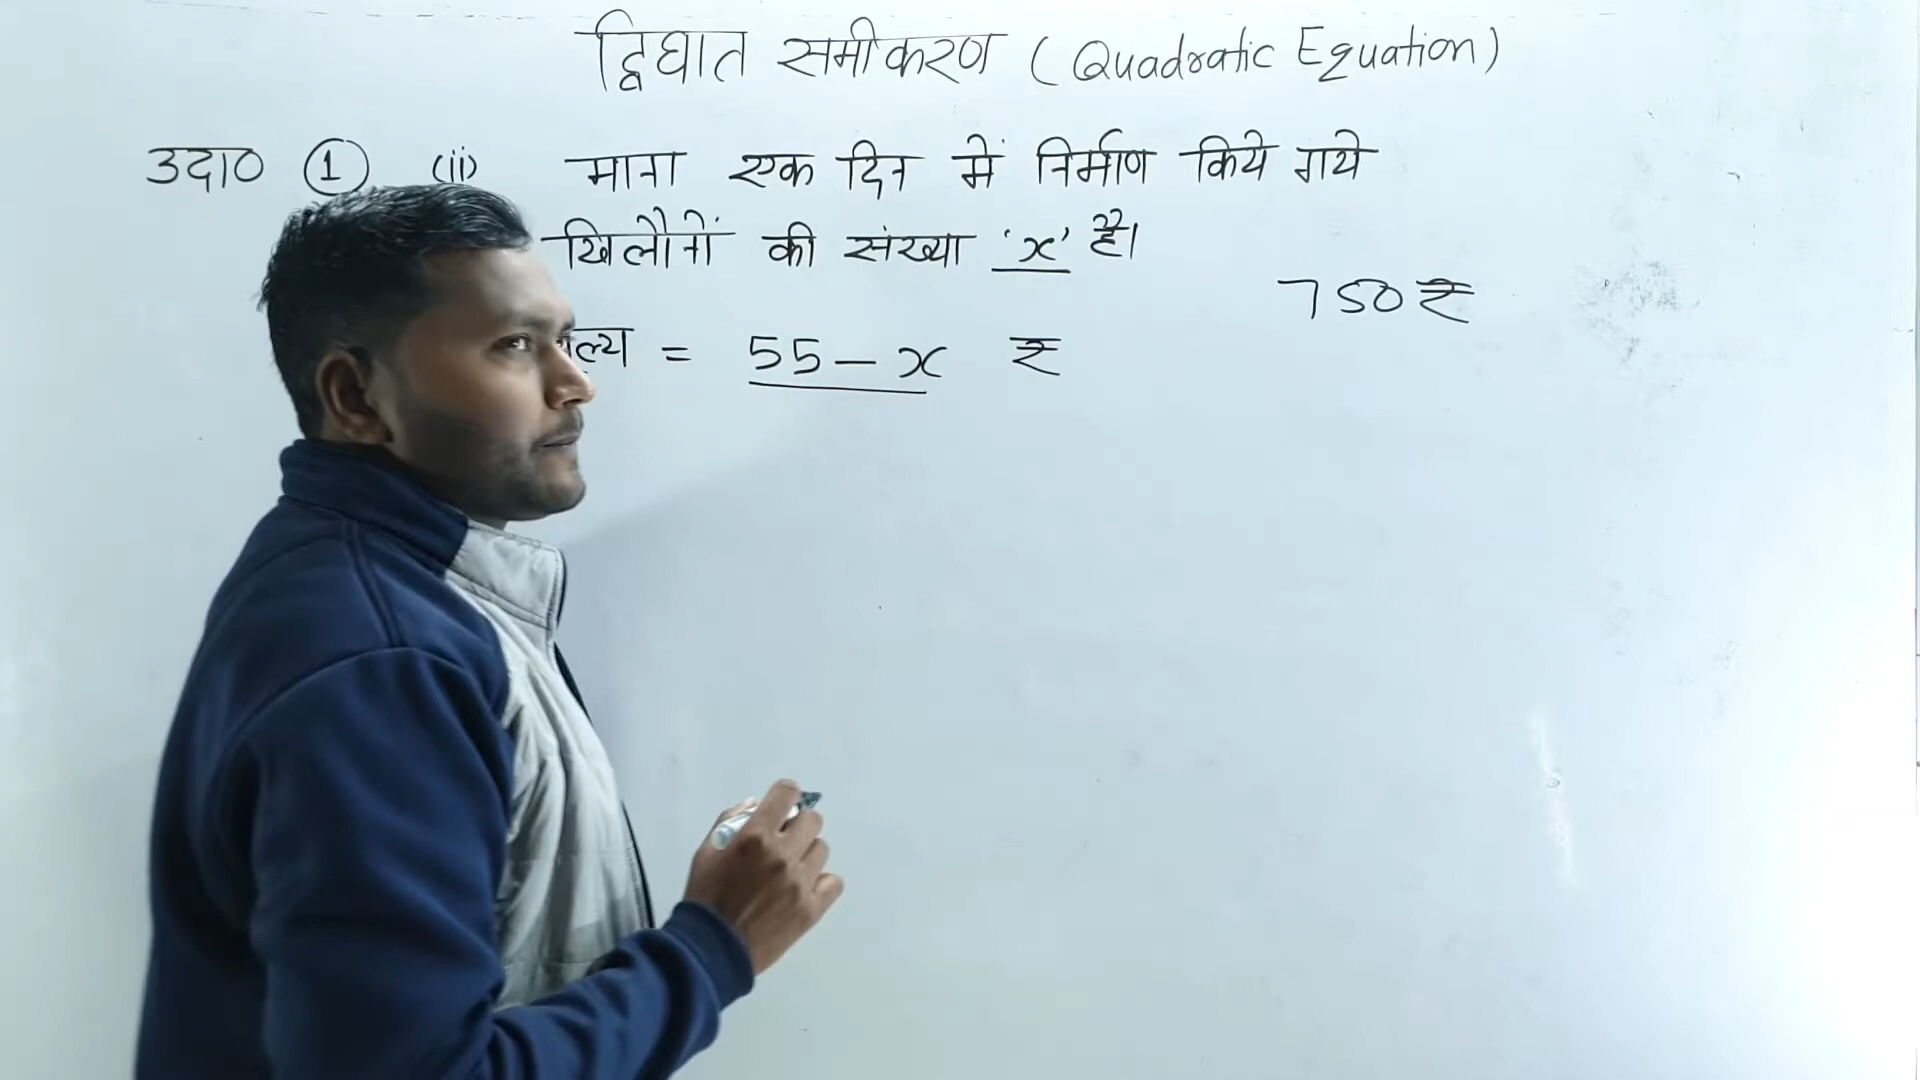 द्विघात समीकरण ( Quadratic Equation )
उदा० 1 (ii) माना एक दिन में निर्माण किये गये
खिलौनों की संख्या 'x' है।
750 ₹
= 55 - x ₹